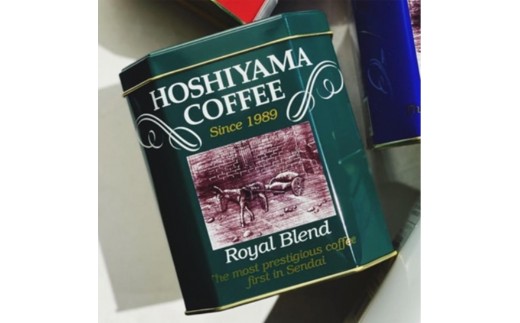 HOSHIYAMA
COFFEE
Since 1989
Royal Blend
The most prestigious coffee
first in Sendai